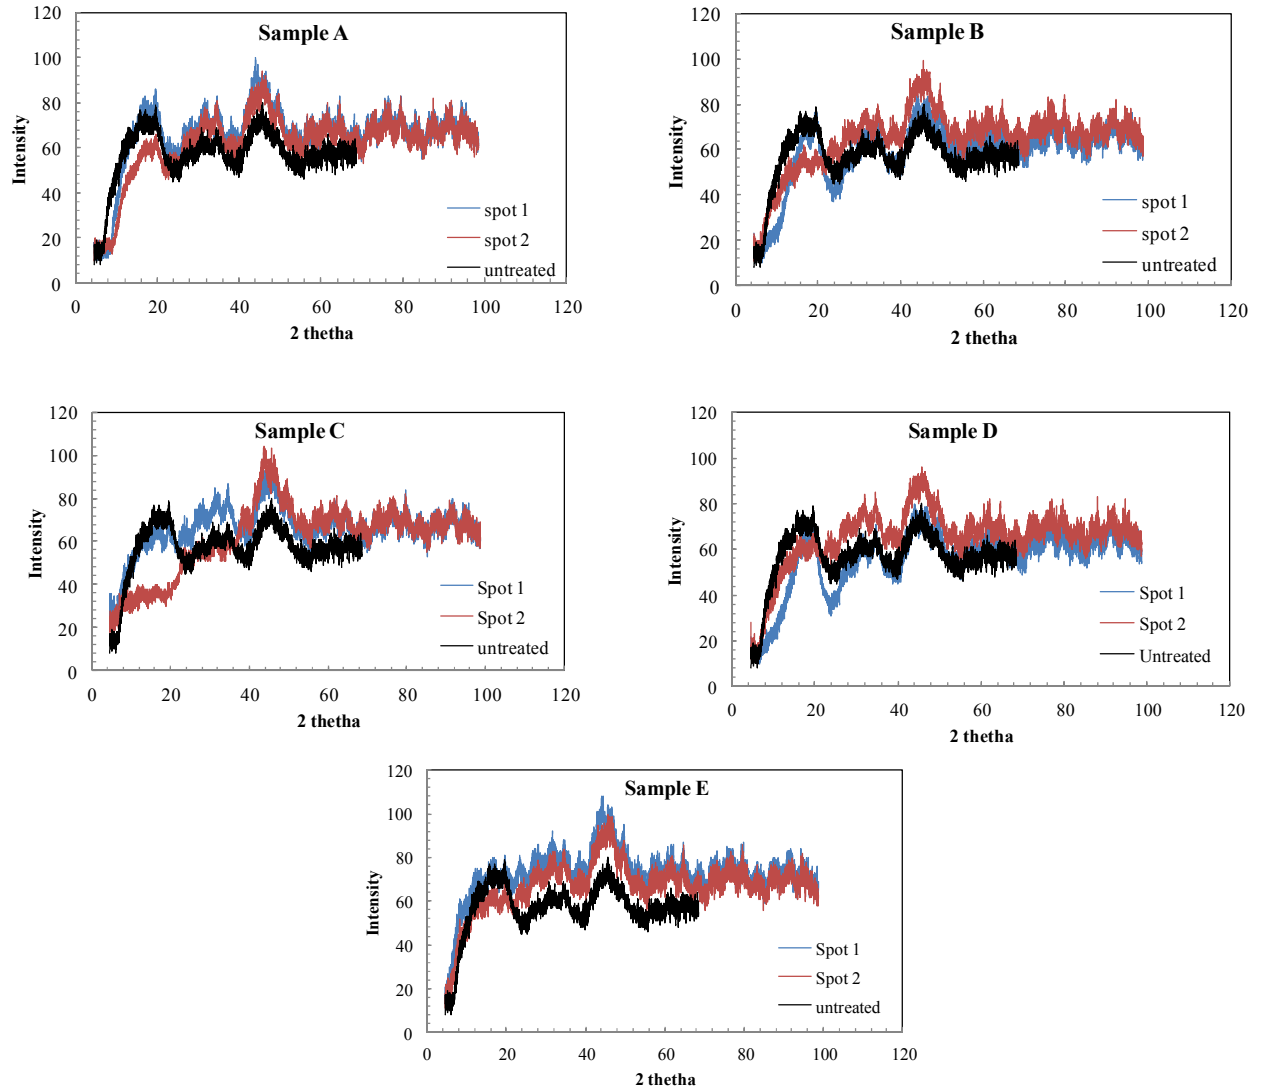 Sample A
120
100
80
60
40
20
0
Intensity
spot 1
spot 2
untreated
0 20 40 60 80 100 120
2 thetha
Sample B
120
100
80
60
40
20
0
Intensity
spot 1
spot 2
untreated
0 20 40 60 80 100 120
2 thetha
Sample C
120
100
80
60
40
20
0
Intensity
Spot 1
Spot 2
untreated
0 20 40 60 80 100 120
2 thetha
Sample D
120
100
80
60
40
20
0
Intensity
Spot 1
Spot 2
Untreated
0 20 40 60 80 100 120
2 thetha
Sample E
120
100
80
60
40
20
0
Intensity
Spot 1
Spot 2
untreated
0 20 40 60 80 100 120
2 thetha